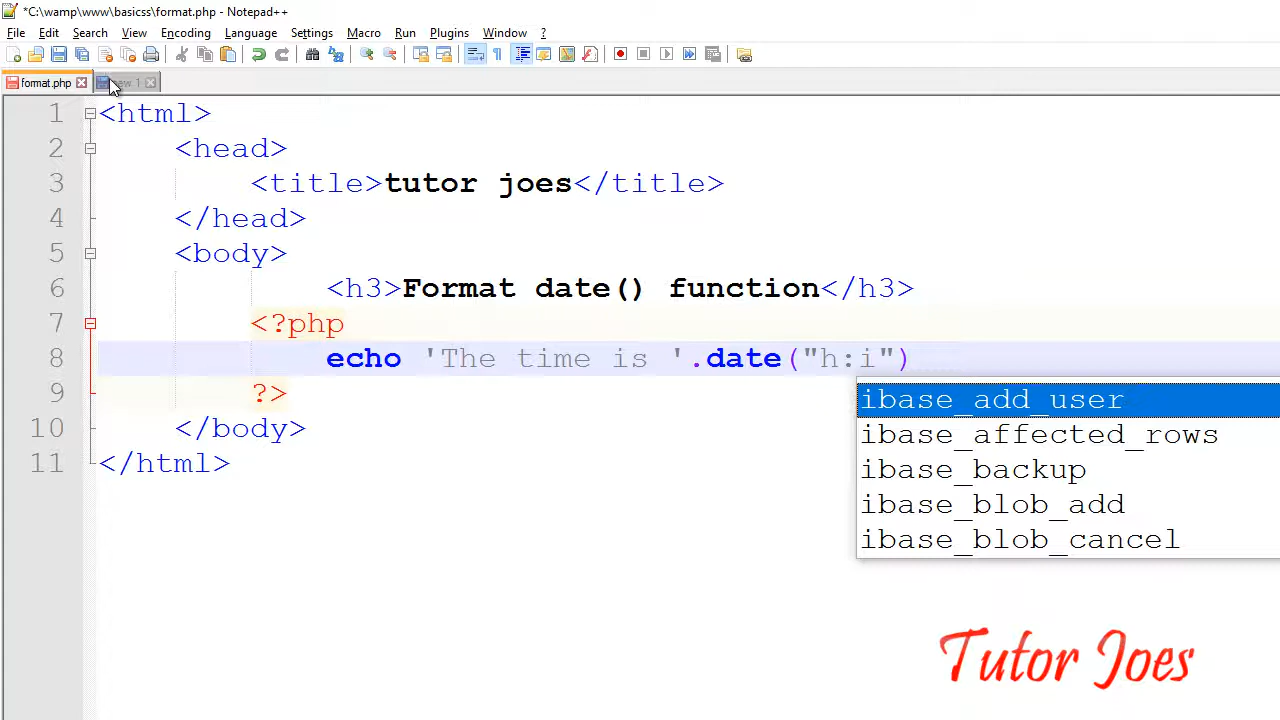 *C:\wamp\www\basicss\format.php - Notepad++
File Edit Search View Encoding Language Settings Macro Run Plugins Window ?
format.php new 1
1 <html>
2 <head>
3 <title>tutor joes</title>
4 </head>
5 <body>
6 <h3>Format date() function</h3>
7 <?php
8 echo 'The time is '.date("h:i")
9 ?>
10 </body>
11 </html>
ibase_add_user
ibase_affected_rows
ibase_backup
ibase_blob_add
ibase_blob_cancel
Tutor Joes